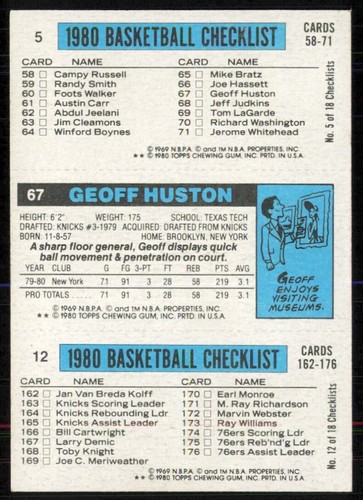 5 1980 BASKETBALL CHECKLIST CARDS 58-71
CARD NAME CARD NAME
58 Campy Russell 65 Mike Bratz
59 Randy Smith 66 Joe Hassett
60 Foots Walker 67 Geoff Huston
61 Austin Carr 68 Jeff Judkins
62 Abdul Jeelani 69 Tom LaGarde
63 Jim Cleamons 70 Richard Washington
64 Winford Boynes 71 Jerome Whitehead
No. 5 of 18 Checklists
© 1969 N.B.P.A. © and TM N.B.A. PROPERTIES, INC.
** © 1980 TOPPS CHEWING GUM, INC. PRTD. IN U.S.A.
67 GEOFF HUSTON
HEIGHT: 6'2" WEIGHT: 175 SCHOOL: TEXAS TECH
DRAFTED: KNICKS #3-1979 ACQUIRED: DRAFTED FROM KNICKS
BORN: 11-8-57 HOME: BROOKLYN, NEW YORK
A sharp floor general, Geoff displays quick
ball movement & penetration on court.
YEAR CLUB G FG 3-PT FT REB PTS AVG
79-80 New York 71 91 3 28 58 219 3.1
PRO TOTALS 71 91 3 28 58 219 3.1
© 1969 N.B.P.A. © and TM N.B.A. PROPERTIES, INC.
** © 1980 TOPPS CHEWING GUM, INC. PRTD. IN U.S.A.
GEOFF
ENJOYS
VISITING
MUSEUMS.
12 1980 BASKETBALL CHECKLIST CARDS 162-176
CARD NAME CARD NAME
162 Jan Van Breda Kolff 170 Earl Monroe
163 Knicks Scoring Leader 171 M. Ray Richardson
164 Knicks Rebounding Ldr 172 Marvin Webster
165 Knicks Assist Leader 173 Ray Williams
166 Bill Cartwright 174 76ers Scoring Ldr
167 Larry Demic 175 76ers Reb'n'g Ldr
168 Toby Knight 176 76ers Assist Leader
169 Joe C. Meriweather
No. 12 of 18 Checklists
© 1969 N.B.P.A. © and TM N.B.A. PROPERTIES, INC.
** © 1980 TOPPS CHEWING GUM, INC. PRTD. IN U.S.A.